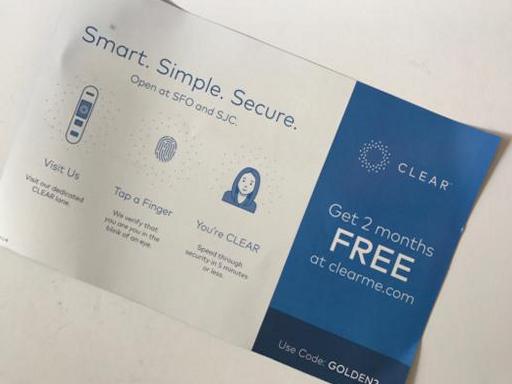 Smart. Simple. Secure.
Open at SFO and SJC.
Visit Us
Visit our dedicated
CLEAR lane.
Tap a Finger
We verify that
you are you in the
blink of an eye.
You're CLEAR
Speed through
security in 5 minutes
or less.
CLEAR
Get 2 months
FREE
at clearme.com
Use Code: